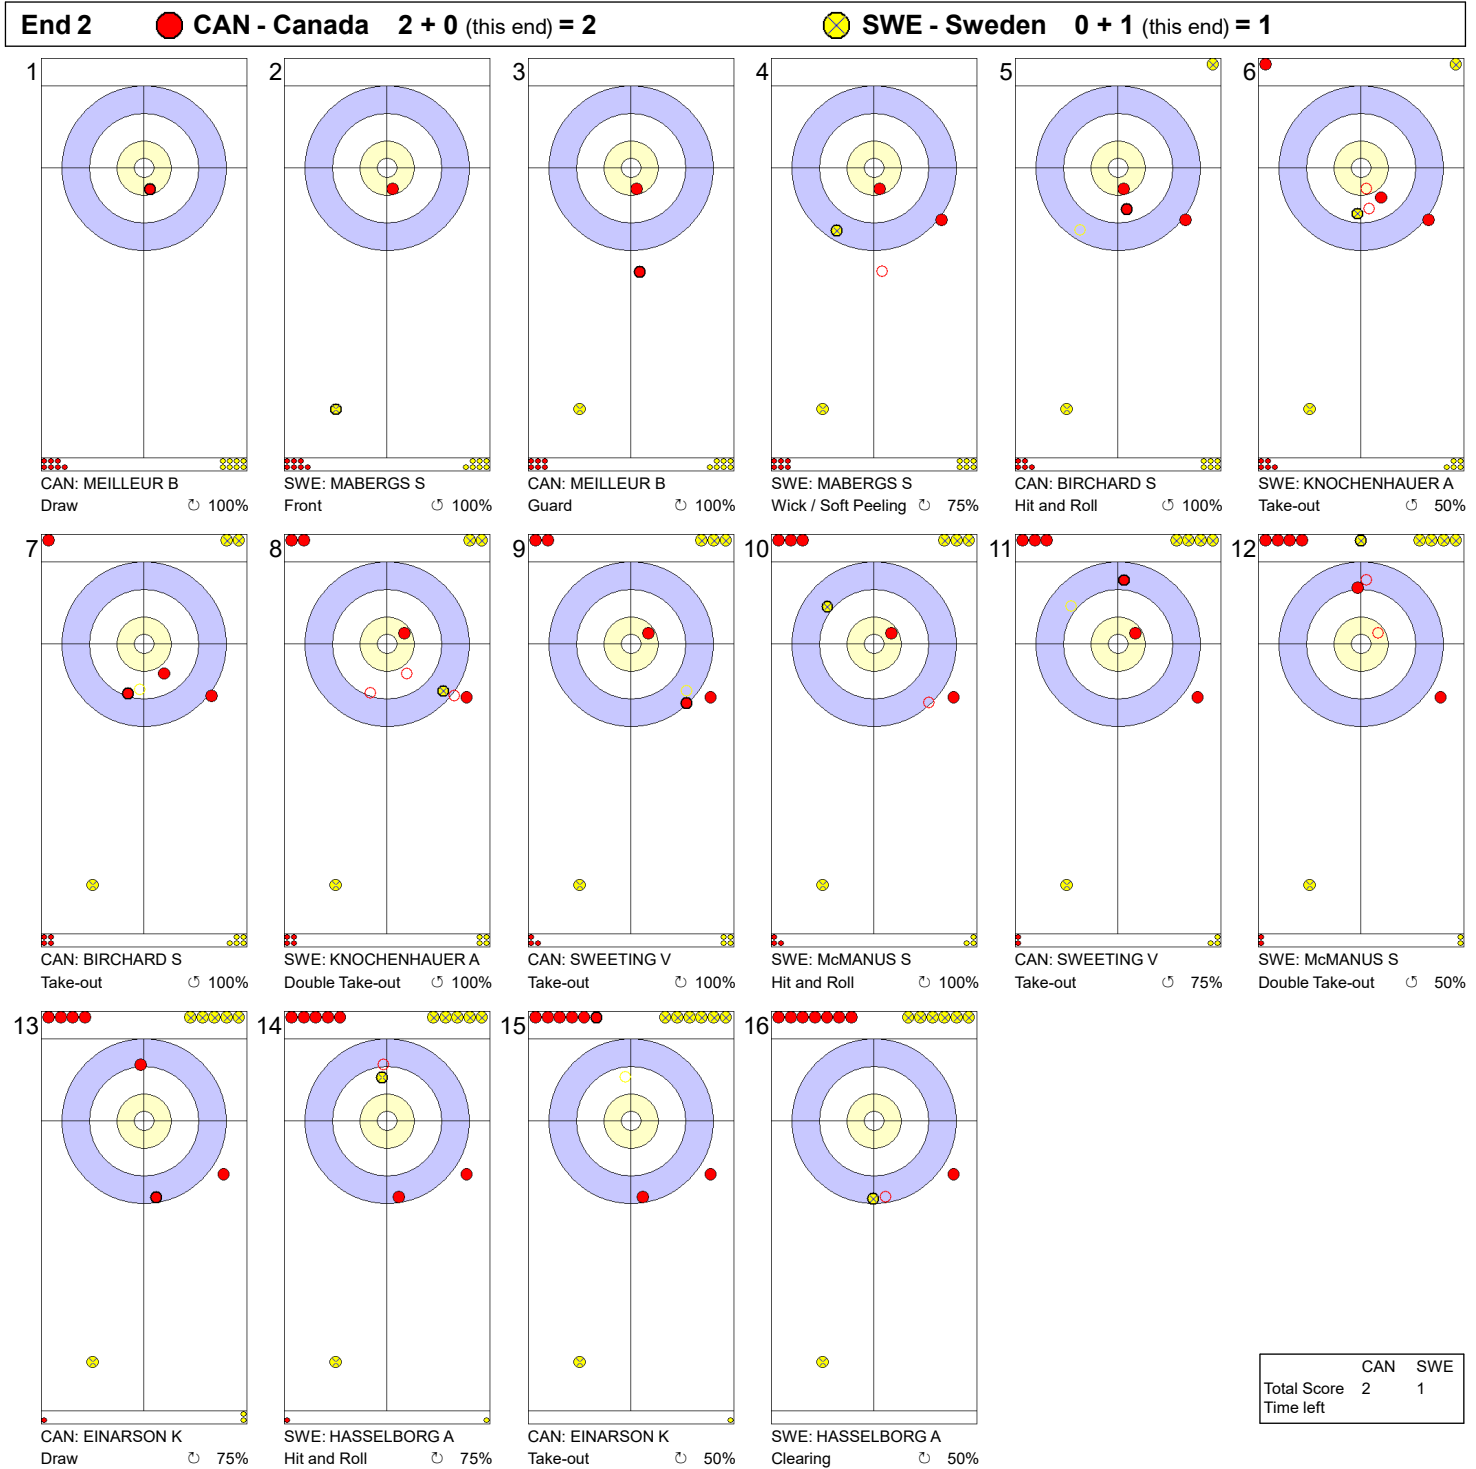 End 2 CAN - Canada 2 + 0 (this end) = 2 SWE - Sweden 0 + 1 (this end) = 1
1 2 3 4 5 6
CAN: MEILLEUR B SWE: MABERGS S CAN: MEILLEUR B SWE: MABERGS S CAN: BIRCHARD S SWE: KNOCHENHAUER A
Draw ↻ 100% Front ↺ 100% Guard ↺ 100% Wick / Soft Peeling ↺ 75% Hit and Roll ↺ 100% Take-out ↻ 50%
7 8 9 10 11 12
CAN: BIRCHARD S SWE: KNOCHENHAUER A CAN: SWEETING V SWE: McMANUS S CAN: SWEETING V SWE: McMANUS S
Take-out ↺ 100% Double Take-out ↺ 100% Take-out ↻ 100% Hit and Roll ↺ 100% Take-out ↺ 75% Double Take-out ↺ 50%
13 14 15 16
CAN: EINARSON K SWE: HASSELBORG A CAN: EINARSON K SWE: HASSELBORG A
Draw ↻ 75% Hit and Roll ↻ 75% Take-out ↻ 50% Clearing ↻ 50%
CAN SWE
Total Score 2 1
Time left